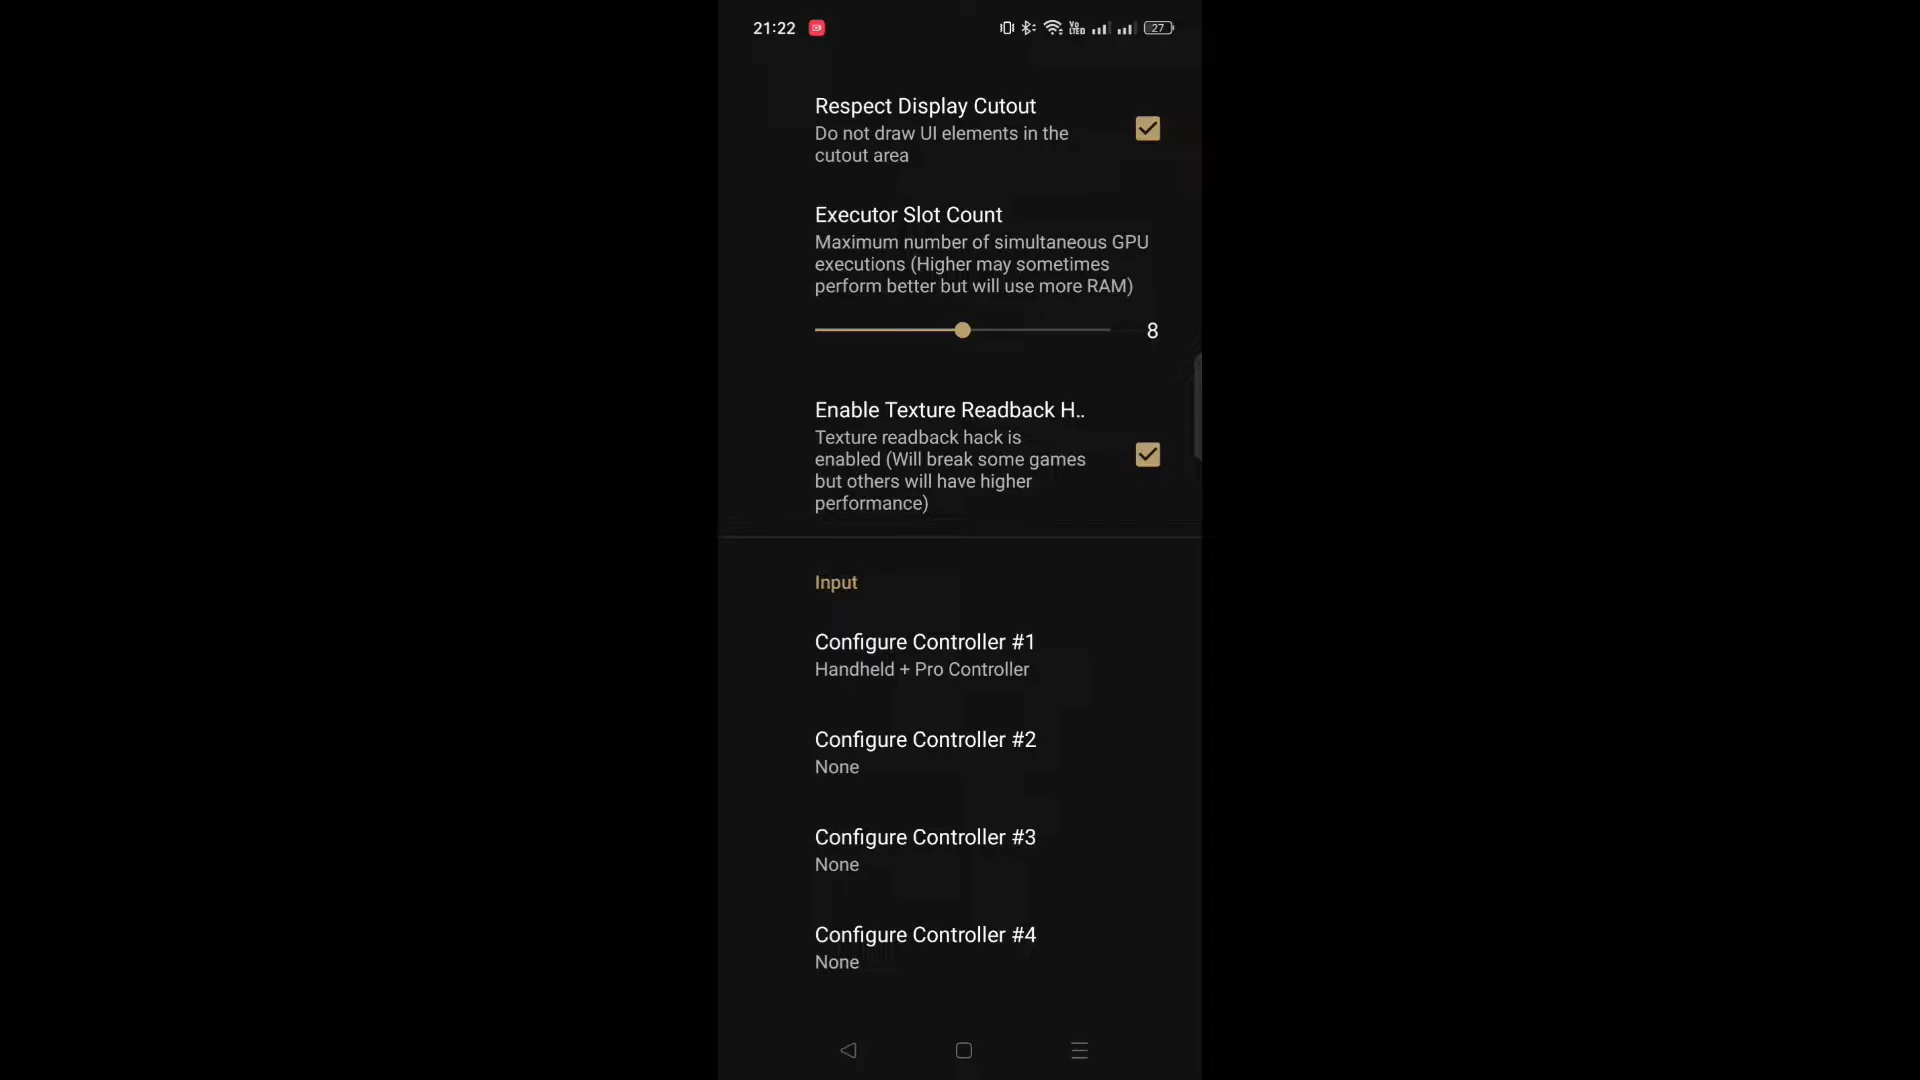 21:22
Vo
LTED
27
Respect Display Cutout
Do not draw UI elements in the
cutout area
Executor Slot Count
Maximum number of simultaneous GPU
executions (Higher may sometimes
perform better but will use more RAM)
8
Enable Texture Readback H..
Texture readback hack is
enabled (Will break some games
but others will have higher
performance)
Input
Configure Controller #1
Handheld + Pro Controller
Configure Controller #2
None
Configure Controller #3
None
Configure Controller #4
None